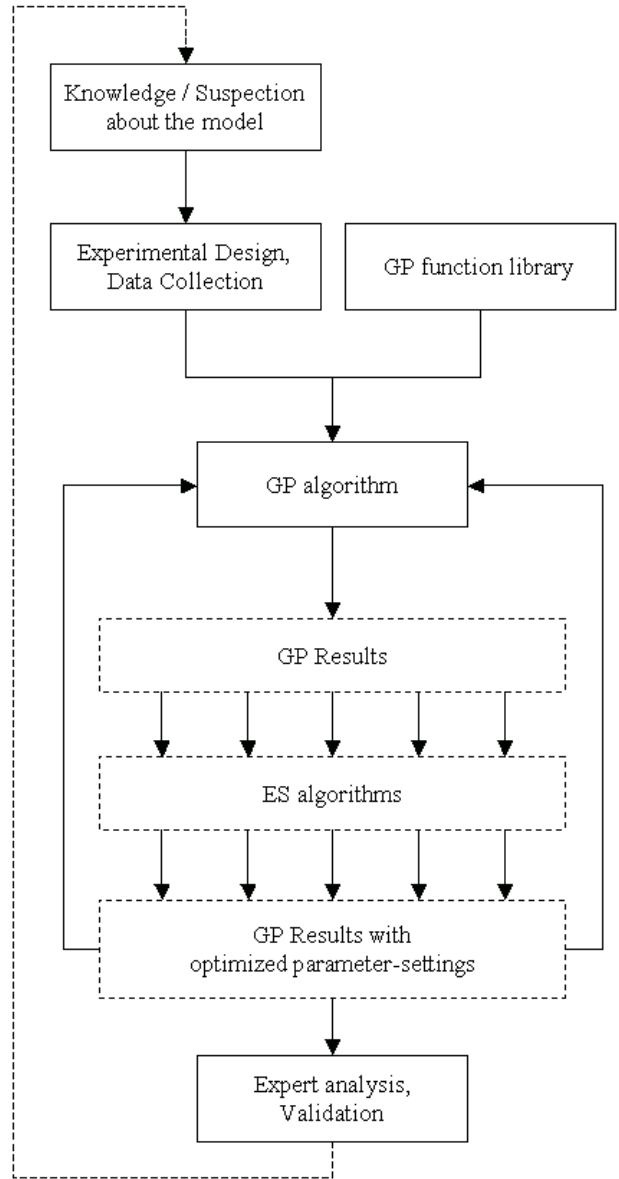 Knowledge / Suspection
about the model
Experimental Design,
Data Collection
GP function library
GP algorithm
GP Results
ES algorithms
GP Results with
optimized parameter-settings
Expert analysis,
Validation